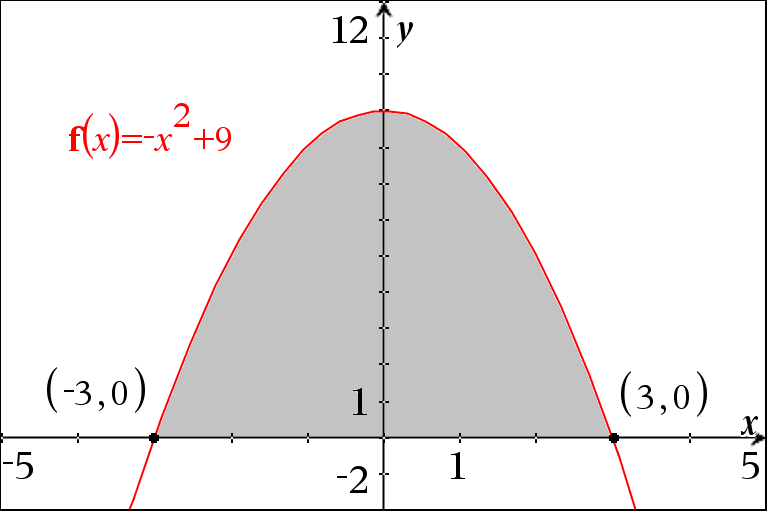 12 y
f(x)=-x²+9
(-3,0)
1
(3,0)
x
-5
-2
1
5